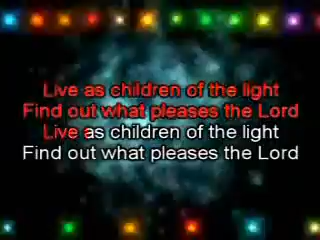 Live as children of the light
Find out what pleases the Lord
Live as children of the light
Find out what pleases the Lord